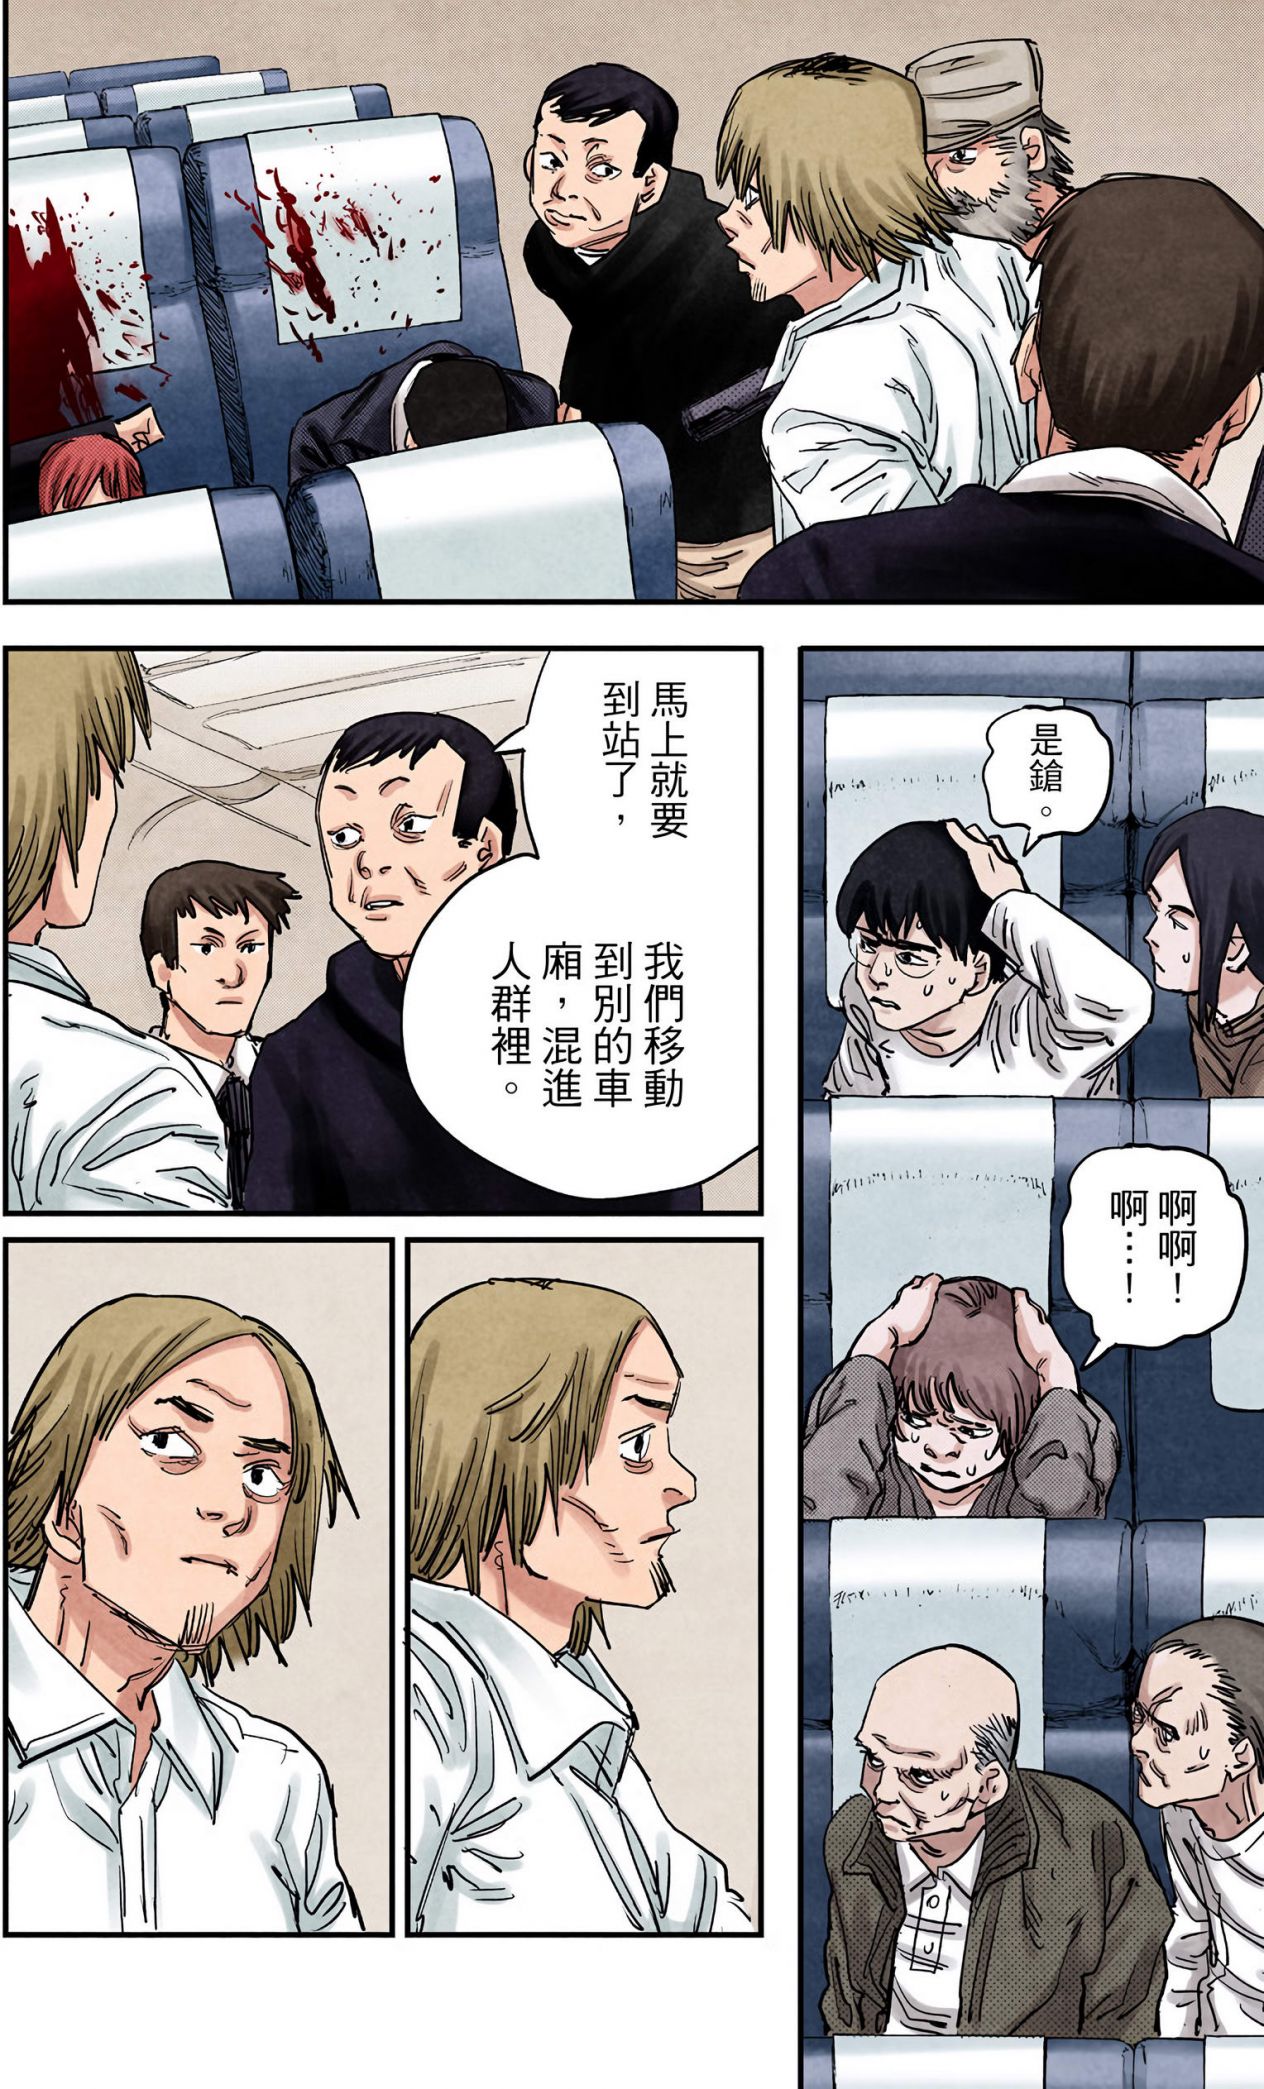 是鎗。
啊啊！
啊…！
馬上就要
到站了，
我們移動
到別的車
廂，混進
人群裡。